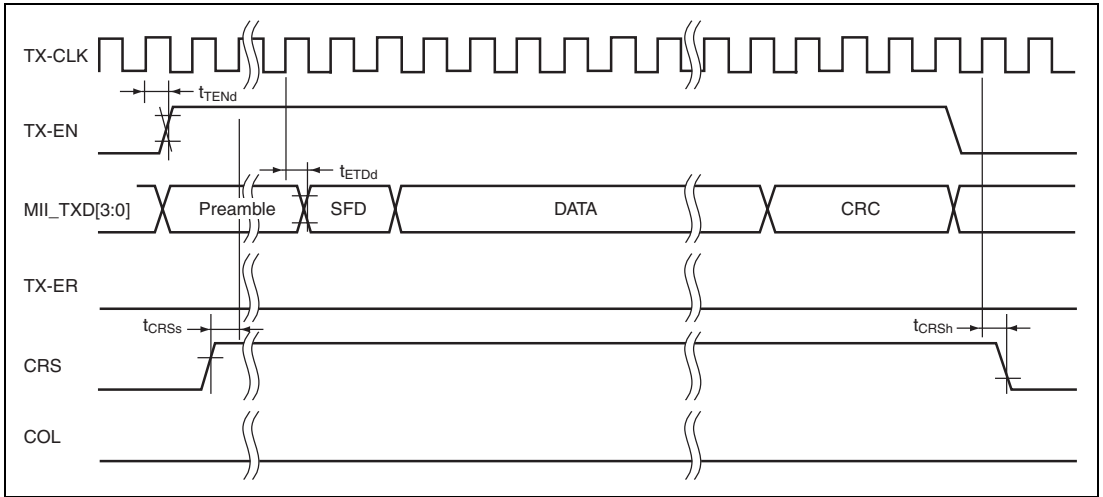 TX-CLK
tTENd
TX-EN
tETDd
MII_TXD[3:0]
Preamble
SFD
DATA
CRC
TX-ER
tCRSs
tCRSh
CRS
COL